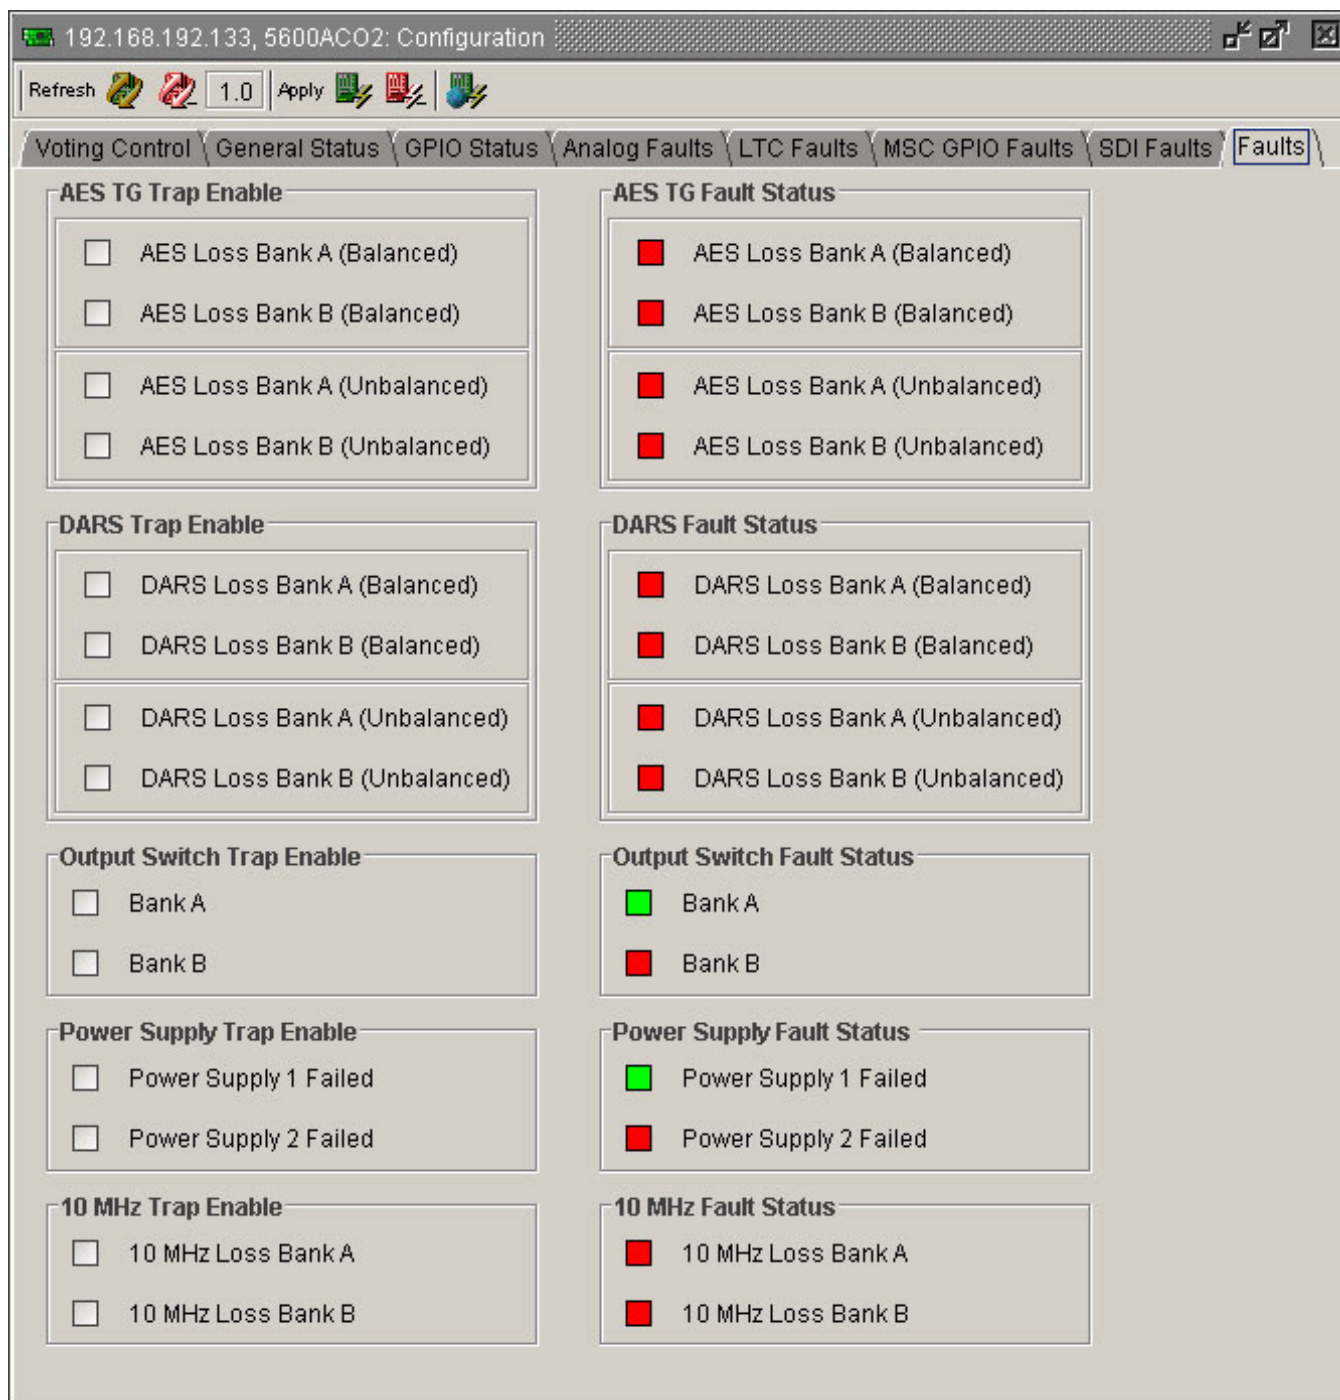 192.168.192.133, 5600ACO2: Configuration
Refresh 1.0 Apply
Voting Control General Status GPIO Status Analog Faults LTC Faults MSC GPIO Faults SDI Faults Faults
AES TG Trap Enable
AES Loss Bank A (Balanced)
AES Loss Bank B (Balanced)
AES Loss Bank A (Unbalanced)
AES Loss Bank B (Unbalanced)
AES TG Fault Status
AES Loss Bank A (Balanced)
AES Loss Bank B (Balanced)
AES Loss Bank A (Unbalanced)
AES Loss Bank B (Unbalanced)
DARS Trap Enable
DARS Loss Bank A (Balanced)
DARS Loss Bank B (Balanced)
DARS Loss Bank A (Unbalanced)
DARS Loss Bank B (Unbalanced)
DARS Fault Status
DARS Loss Bank A (Balanced)
DARS Loss Bank B (Balanced)
DARS Loss Bank A (Unbalanced)
DARS Loss Bank B (Unbalanced)
Output Switch Trap Enable
Bank A
Bank B
Output Switch Fault Status
Bank A
Bank B
Power Supply Trap Enable
Power Supply 1 Failed
Power Supply 2 Failed
Power Supply Fault Status
Power Supply 1 Failed
Power Supply 2 Failed
10 MHz Trap Enable
10 MHz Loss Bank A
10 MHz Loss Bank B
10 MHz Fault Status
10 MHz Loss Bank A
10 MHz Loss Bank B